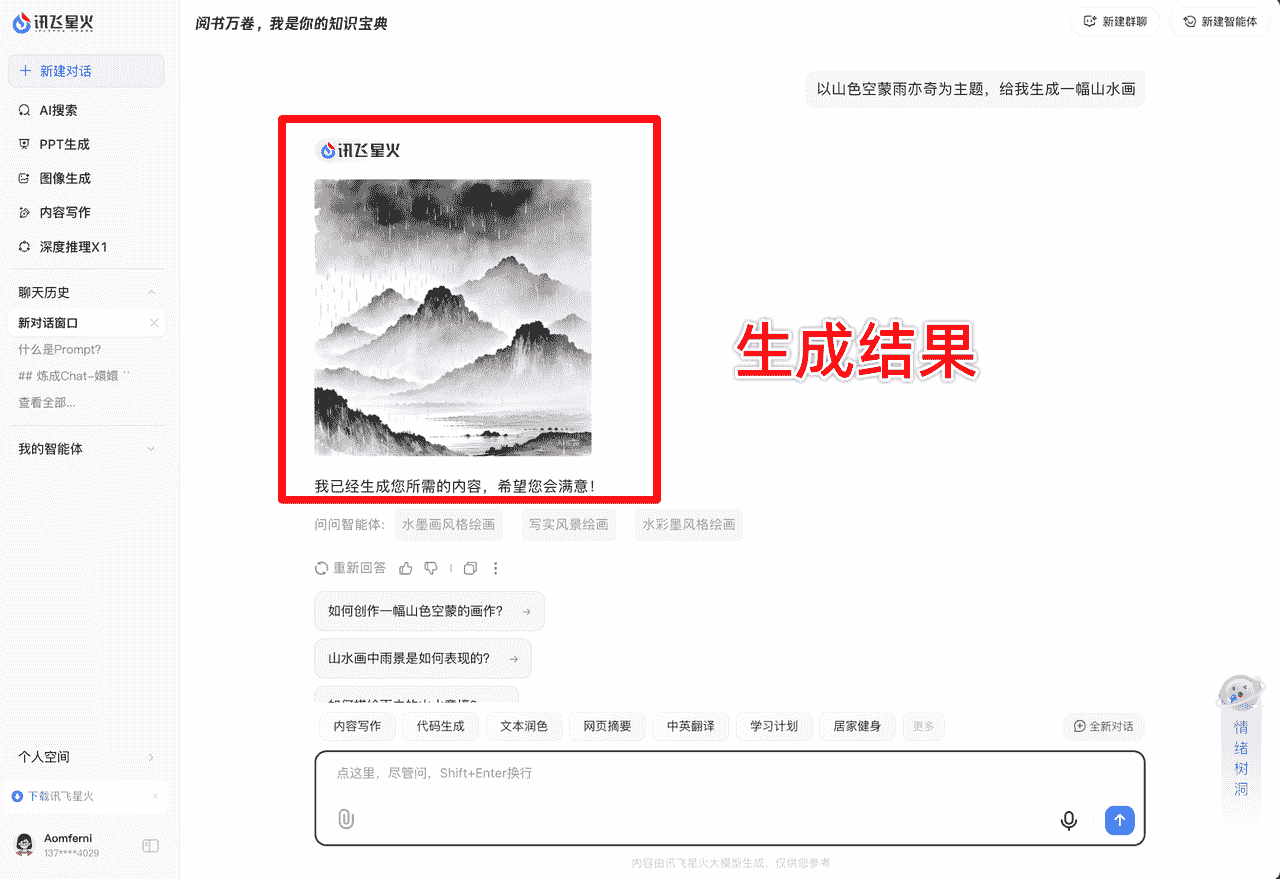 讯飞星火
阅书万卷，我是你的知识宝典
新建群聊
新建智能体
新建对话
AI搜索
PPT生成
图像生成
内容写作
深度推理X1
聊天历史
新对话窗口
什么是Prompt?
## 炼成Chat-嬛嬛 ``
查看全部...
我的智能体
个人空间
下载讯飞星火
Aomferni
137****4029
以山色空蒙雨亦奇为主题，给我生成一幅山水画
讯飞星火
生成结果
我已经生成您所需的内容，希望您会满意！
问问智能体: 水墨画风格绘画 写实风景绘画 水彩墨风格绘画
重新回答
如何创作一幅山色空蒙的画作? →
山水画中雨景是如何表现的? →
内容写作 代码生成 文本润色 网页摘要 中英翻译 学习计划 居家健身 更多 全新对话
点这里，尽管问，Shift+Enter换行
内容由讯飞星火大模型生成，仅供您参考
情绪树洞